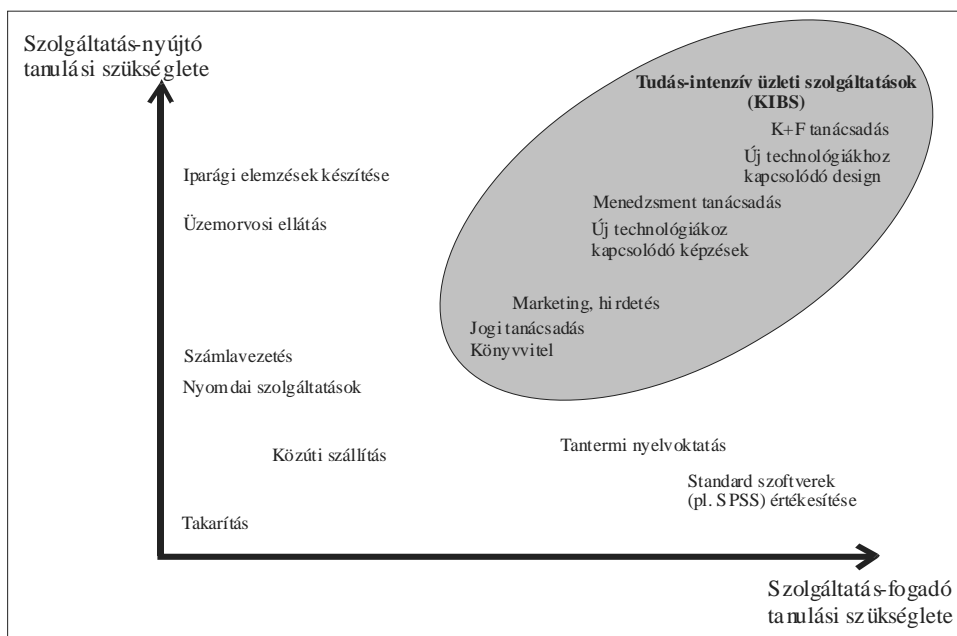 Szolgáltatás-nyújtó
tanulási szükséglete
Tudás-intenzív üzleti szolgáltatások
(KIBS)
K+F tanácsadás
Új technológiákhoz
kapcsolódó design
Iparági elemzések készítése
Menedzsment tanácsadás
Üzemorvosi ellátás
Új technológiákoz
kapcsolódó képzések
Marketing, hirdetés
Jogi tanácsadás
Könyvvitel
Számlavezetés
Nyomdai szolgáltatások
Közúti szállítás
Tantermi nyelvoktatás
Standard szoftverek
(pl. SPSS) értékesítése
Takarítás
Szolgáltatás-fogadó
tanulási szükséglete